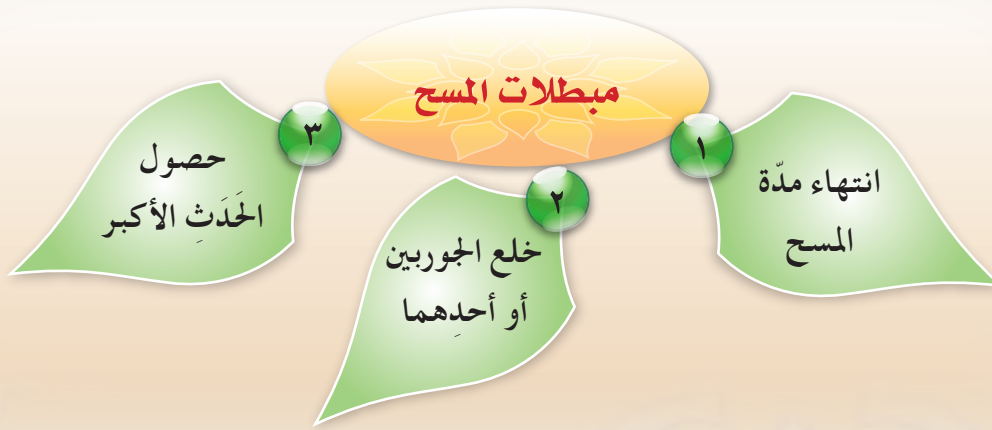 مبطلات المسح
١
انتهاء مدّة
المسح
٢
خلع الجوربين
أو أحدِهما
٣
حصول
الحَدَثِ الأكبر